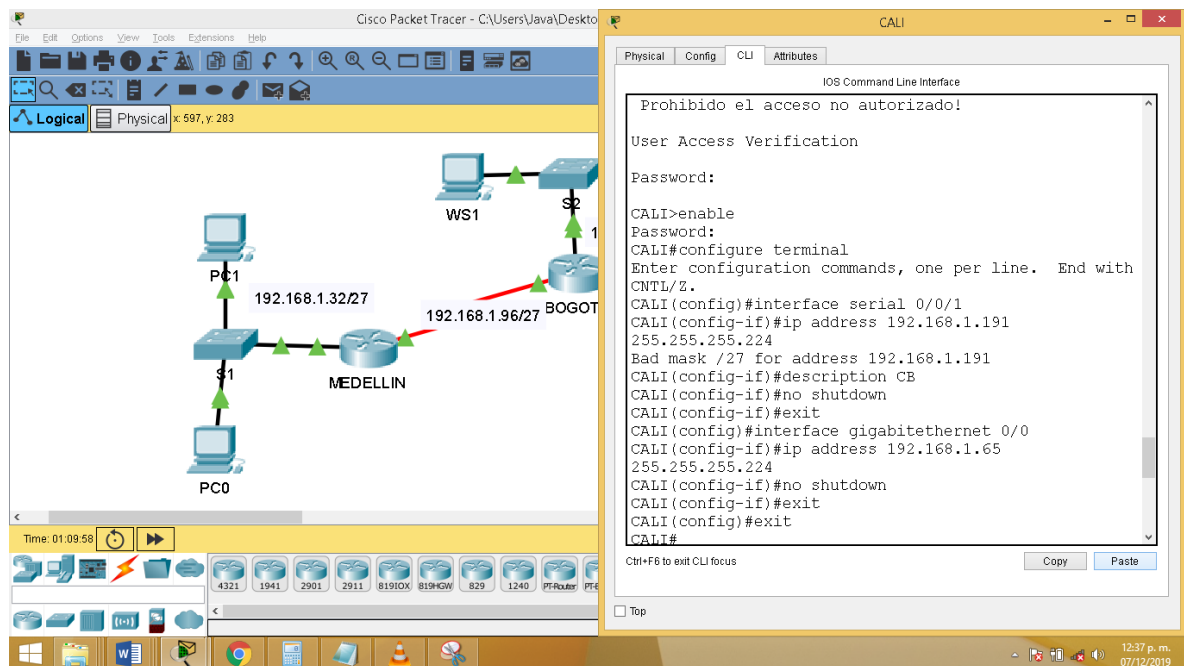 Cisco Packet Tracer - C:\Users\Java\Deskto
File Edit Options View Tools Extensions Help
Logical Physical x: 597, y: 283
WS1
S2
1
PC1
192.168.1.32/27
192.168.1.96/27
BOGOT
S1
MEDELLIN
PC0
Time: 01:09:58
4321 1941 2901 2911 819IOX 819HGW 829 1240 PT-Router PT-E
CALI
Physical Config CLI Attributes
IOS Command Line Interface
Prohibido el acceso no autorizado!
User Access Verification
Password:
CALI>enable
Password:
CALI#configure terminal
Enter configuration commands, one per line. End with
CNTL/Z.
CALI(config)#interface serial 0/0/1
CALI(config-if)#ip address 192.168.1.191
255.255.255.224
Bad mask /27 for address 192.168.1.191
CALI(config-if)#description CB
CALI(config-if)#no shutdown
CALI(config-if)#exit
CALI(config)#interface gigabitethernet 0/0
CALI(config-if)#ip address 192.168.1.65
255.255.255.224
CALI(config-if)#no shutdown
CALI(config-if)#exit
CALI(config)#exit
CALI#
Ctrl+F6 to exit CLI focus
Copy Paste
Top
12:37 p. m.
07/12/2019